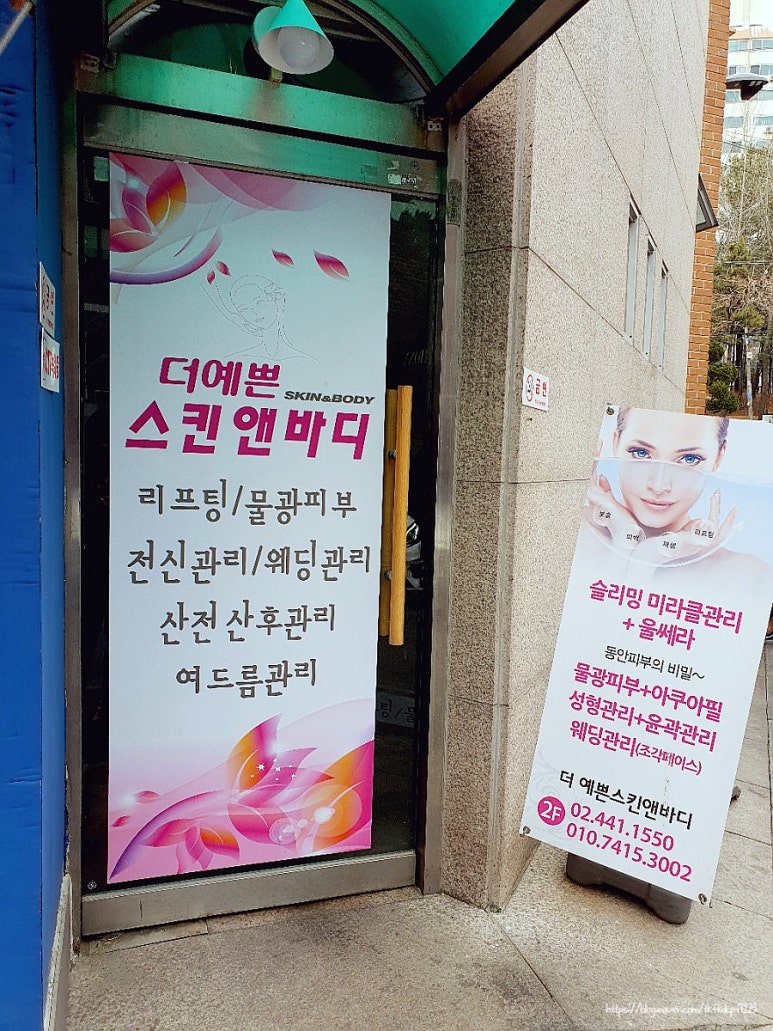 더예쁜
SKIN&BODY
스킨앤바디
리프팅/물광피부
전신관리/웨딩관리
산전산후관리
여드름관리
금연
리프팅
슬리밍 미라클관리
+ 울쎄라
동안피부의 비밀~
물광피부+아쿠아필
성형관리+윤곽관리
웨딩관리(조각페이스)
더 예쁜스킨앤바디
2F 02.441.1550
010.7415.3002